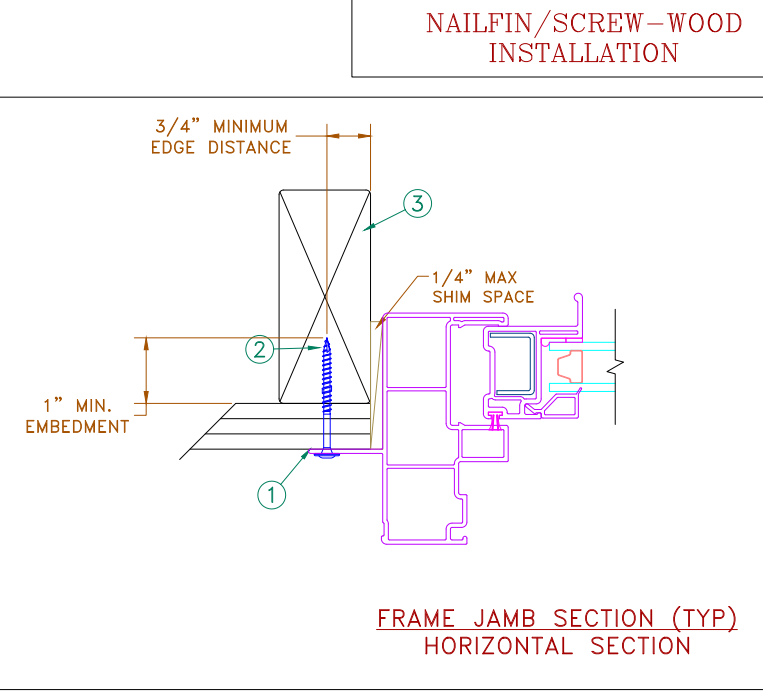 NAILFIN/SCREW-WOOD
INSTALLATION
3/4" MINIMUM
EDGE DISTANCE
3
1/4" MAX
SHIM SPACE
2
1" MIN.
EMBEDMENT
1
FRAME JAMB SECTION (TYP)
HORIZONTAL SECTION